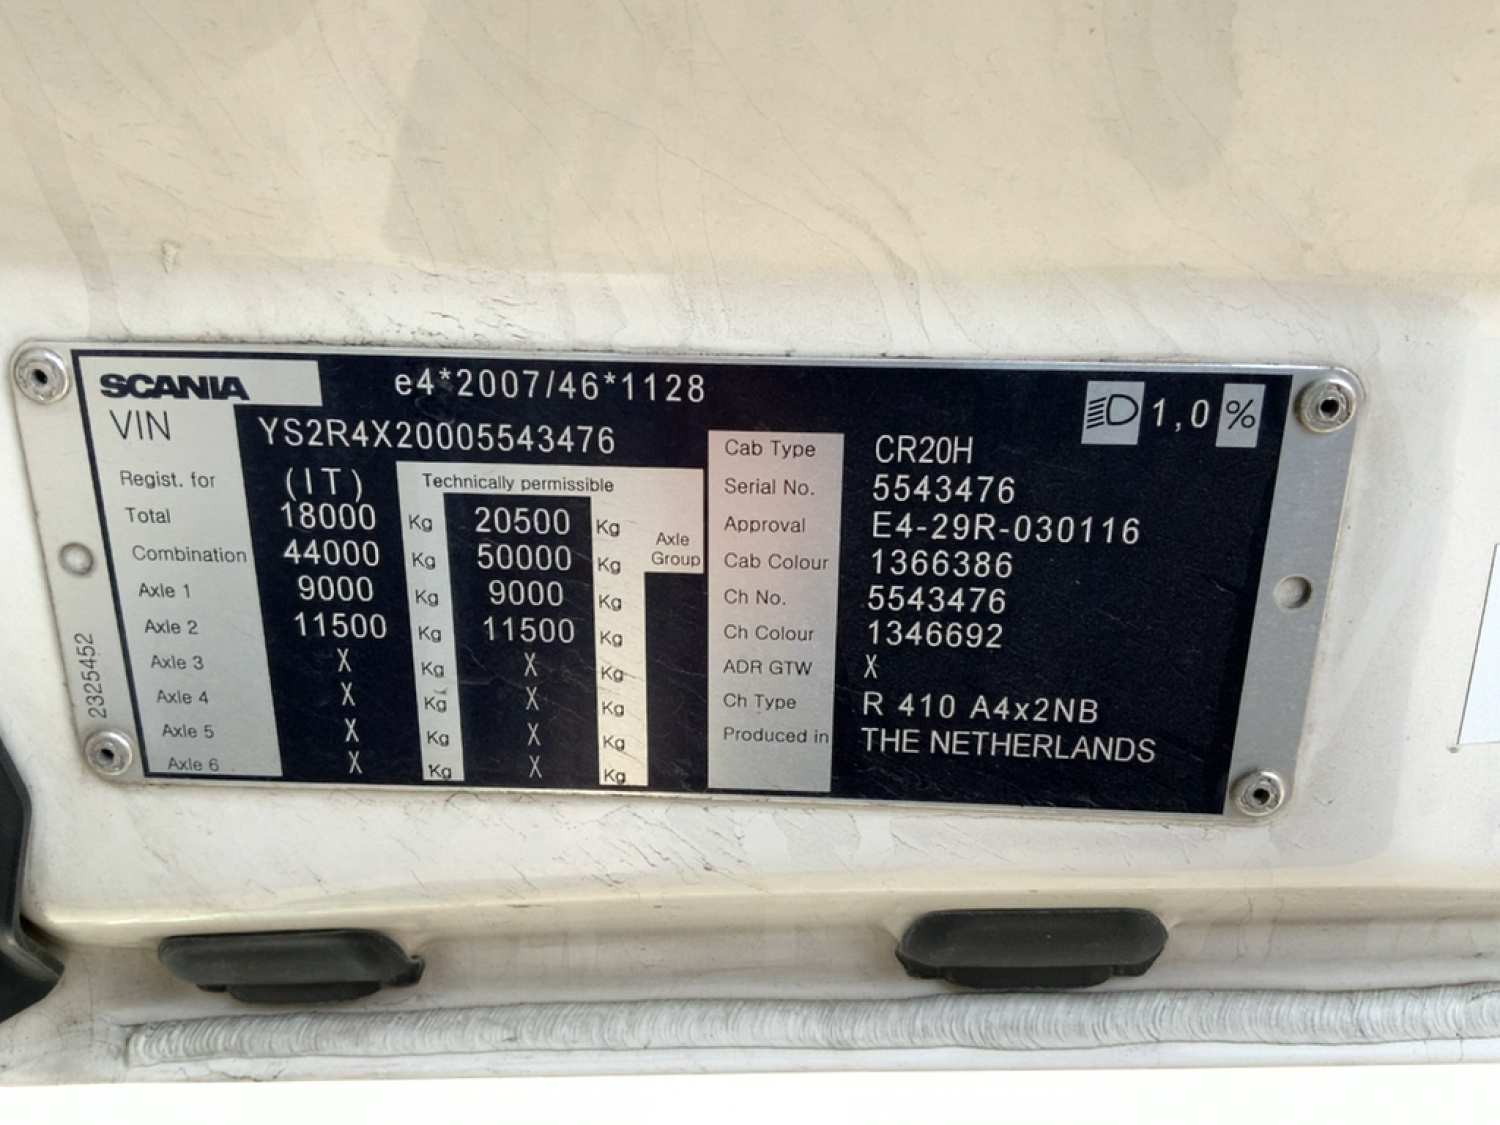 SCANIA e4*2007/46*1128 1,0 %
VIN YS2R4X20005543476
Regist. for (IT) Technically permissible
Total 18000 Kg 20500 Kg Axle Group
Combination 44000 Kg 50000 Kg
Axle 1 9000 Kg 9000 Kg
Axle 2 11500 Kg 11500 Kg
Axle 3 X Kg X Kg
Axle 4 X Kg X Kg
Axle 5 X Kg X Kg
Axle 6 X Kg X Kg
Cab Type CR20H
Serial No. 5543476
Approval E4-29R-030116
Cab Colour 1366386
Ch No. 5543476
Ch Colour 1346692
ADR GTW X
Ch Type R 410 A4x2NB
Produced in THE NETHERLANDS
2325452